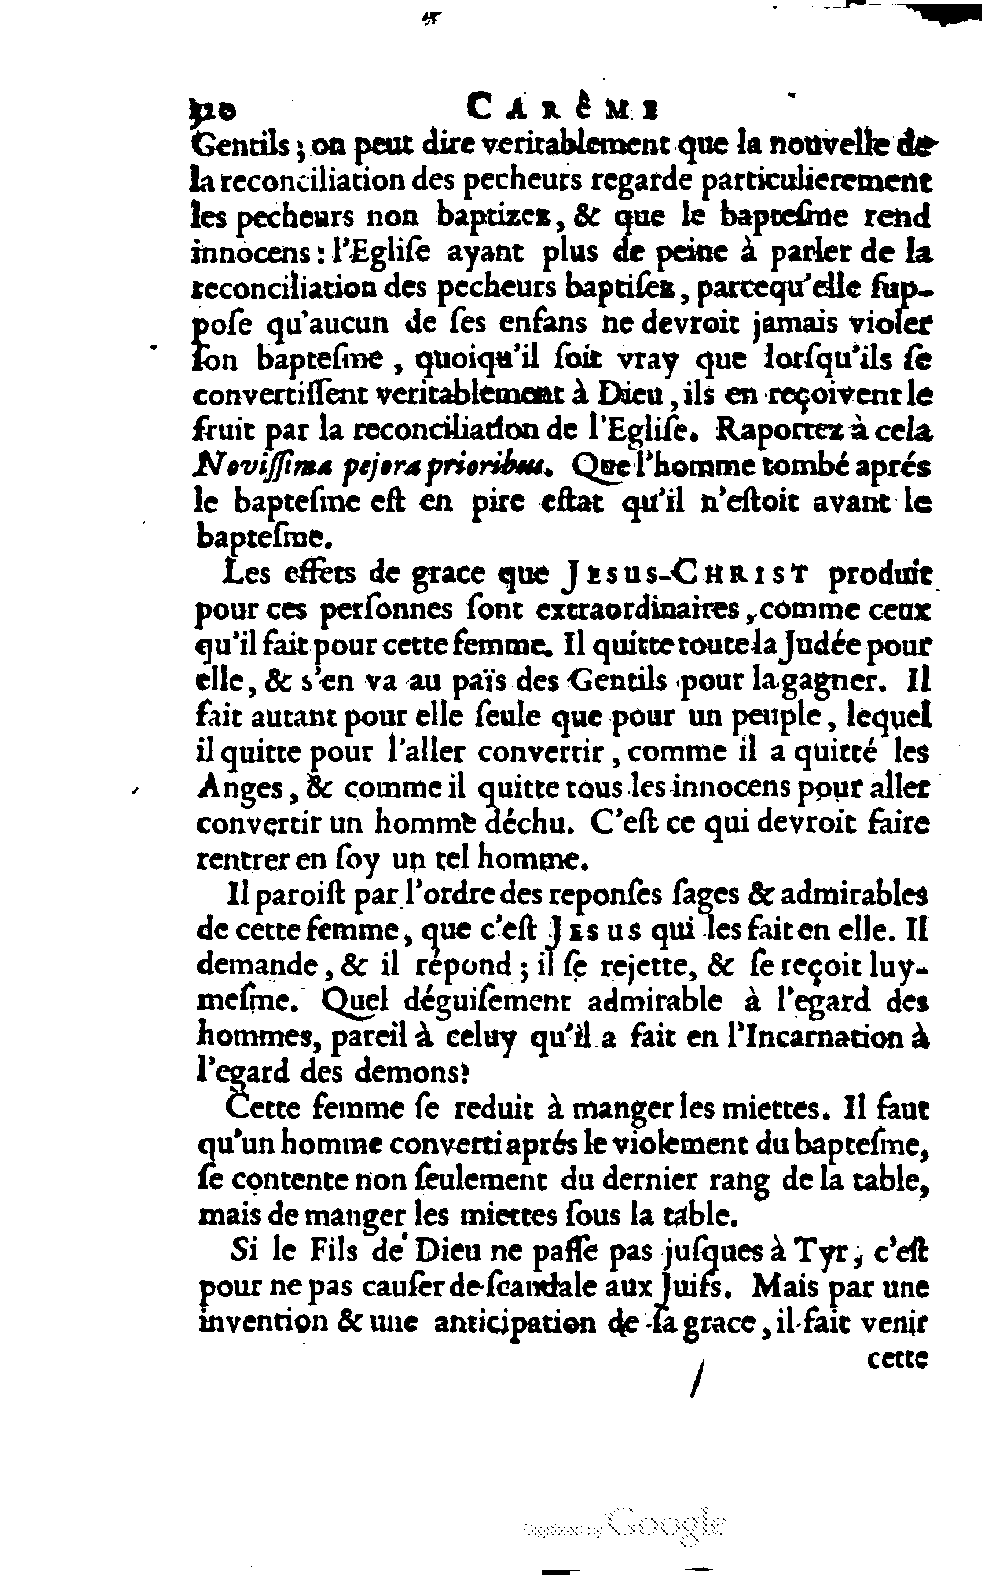 320 CARÊME
Gentils ; on peut dire veritablement que la nouvelle de
la reconciliation des pecheurs regarde particulierement
les pecheurs non baptizez, & que le bapteſme rend
innocens : l'Egliſe ayant plus de peine à parler de la
reconciliation des pecheurs baptiſez, parcequ'elle ſup-
poſe qu'aucun de ſes enfans ne devroit jamais violer
ſon bapteſme , quoiqu'il ſoit vray que lorſqu'ils ſe
convertiſſent veritablement à Dieu, ils en reçoivent le
fruit par la reconciliation de l'Egliſe. Raportez à cela
Noviſſima pejora prioribus. Que l'homme tombé aprés
le bapteſme eſt en pire eſtat qu'il n'eſtoit avant le
bapteſme.
Les effets de grace que JESUS-CHRIST produit
pour ces perſonnes ſont extraordinaires, comme ceux
qu'il fait pour cette femme. Il quitte toute la Judée pour
elle, & s'en va au païs des Gentils pour la gagner. Il
fait autant pour elle ſeule que pour un peuple, lequel
il quitte pour l'aller convertir, comme il a quitté les
Anges, & comme il quitte tous les innocens pour aller
convertir un homme déchu. C'eſt ce qui devroit faire
rentrer en ſoy un tel homme.
Il paroiſt par l'ordre des reponſes ſages & admirables
de cette femme, que c'eſt JESUS qui les fait en elle. Il
demande, & il répond ; il ſe rejette, & ſe reçoit luy-
meſme. Quel déguiſement admirable à l'egard des
hommes, pareil à celuy qu'il a fait en l'Incarnation à
l'egard des demons?
Cette femme ſe reduit à manger les miettes. Il faut
qu'un homme converti aprés le violement du bapteſme,
ſe contente non ſeulement du dernier rang de la table,
mais de manger les miettes ſous la table.
Si le Fils de Dieu ne paſſe pas juſques à Tyr, c'eſt
pour ne pas cauſer de ſcandale aux Juifs. Mais par une
invention & une anticipation de ſa grace, il fait venir
cette
Digitized by Google